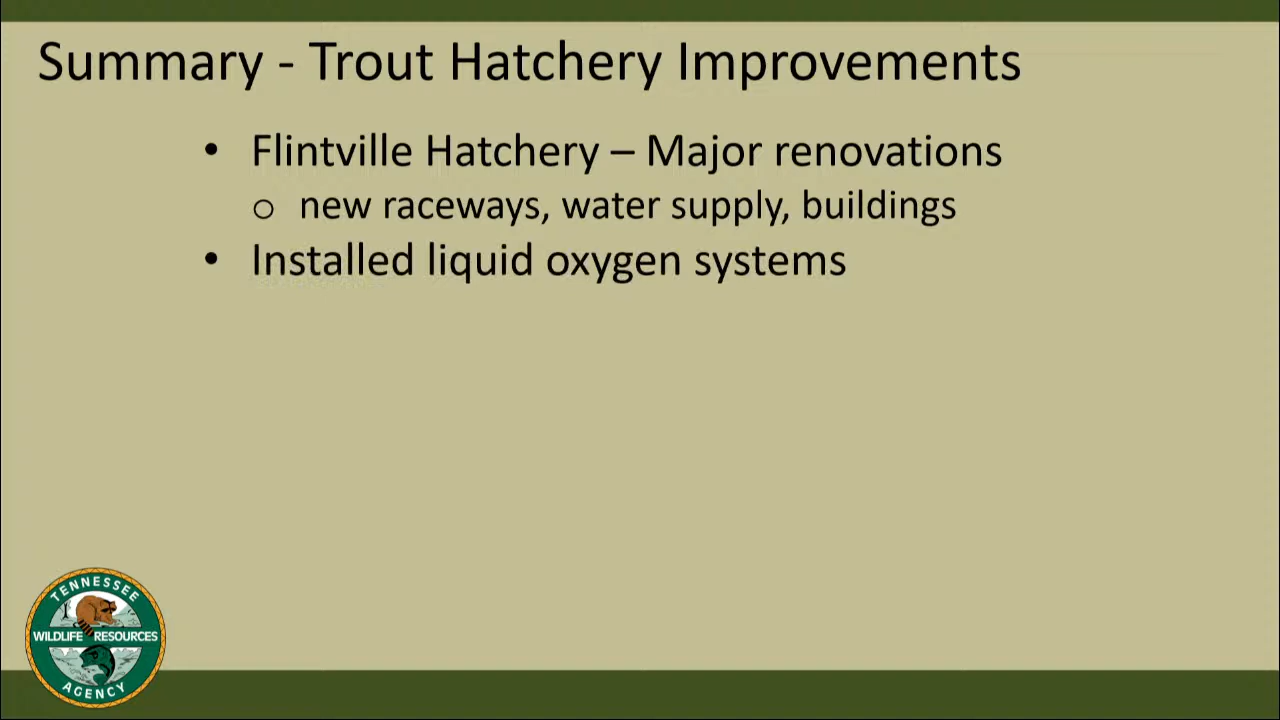 Summary - Trout Hatchery Improvements
• Flintville Hatchery – Major renovations
o new raceways, water supply, buildings
• Installed liquid oxygen systems
TENNESSEE
WILDLIFE RESOURCES
AGENCY